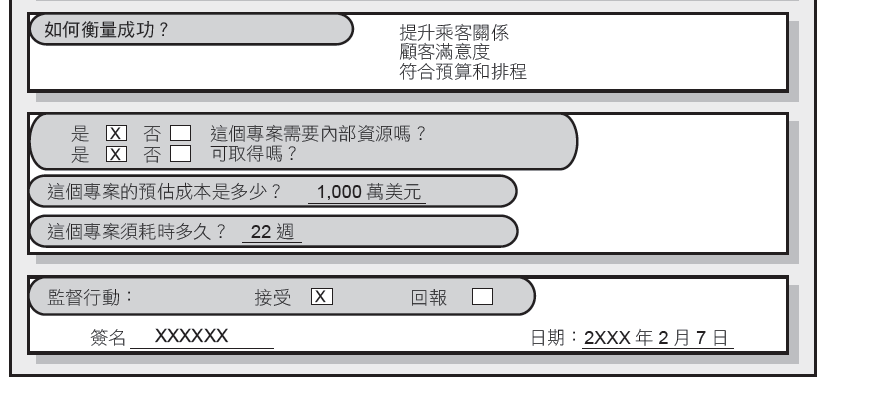 如何衡量成功？
提升乘客關係
顧客滿意度
符合預算和排程
是 X 否 這個專案需要內部資源嗎？
是 X 否 可取得嗎？
這個專案的預估成本是多少？ 1,000 萬美元
這個專案須耗時多久？ 22 週
監督行動： 接受 X 回報
簽名 XXXXXX 日期：2XXX 年 2 月 7 日